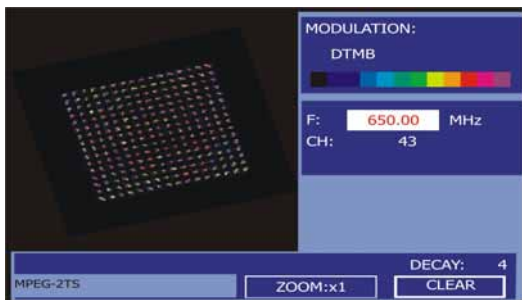 MODULATION:
DTMB
F: 650.00 MHz
CH: 43
DECAY: 4
MPEG-2TS ZOOM:x1 CLEAR